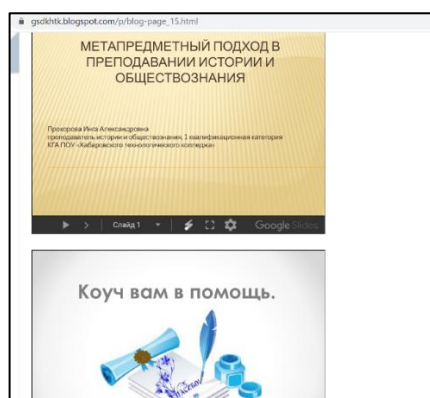 gsdkhtk.blogspot.com/p/blog-page_15.html
МЕТАПРЕДМЕТНЫЙ ПОДХОД В
ПРЕПОДАВАНИИ ИСТОРИИ И
ОБЩЕСТВОЗНАНИЯ
Прохорова Инга Александровна
преподаватель истории и обществознания, 1 квалификационная категория
КГА ПОУ «Хабаровского технологического колледжа»
Слайд 1
Google Slides
Коуч вам в помощь.